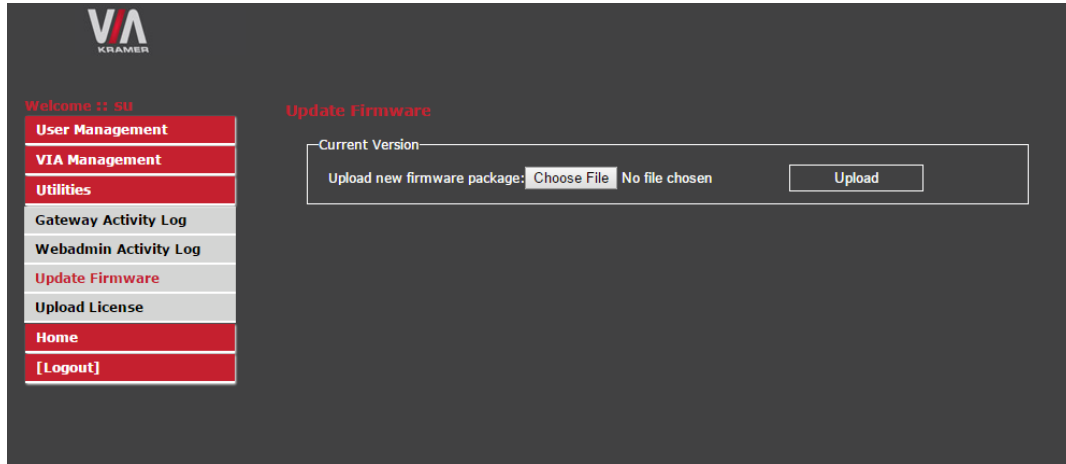 VIA
KRAMER
Welcome :: su
User Management
VIA Management
Utilities
Gateway Activity Log
Webadmin Activity Log
Update Firmware
Upload License
Home
[Logout]
Update Firmware
Current Version
Upload new firmware package: Choose File No file chosen Upload